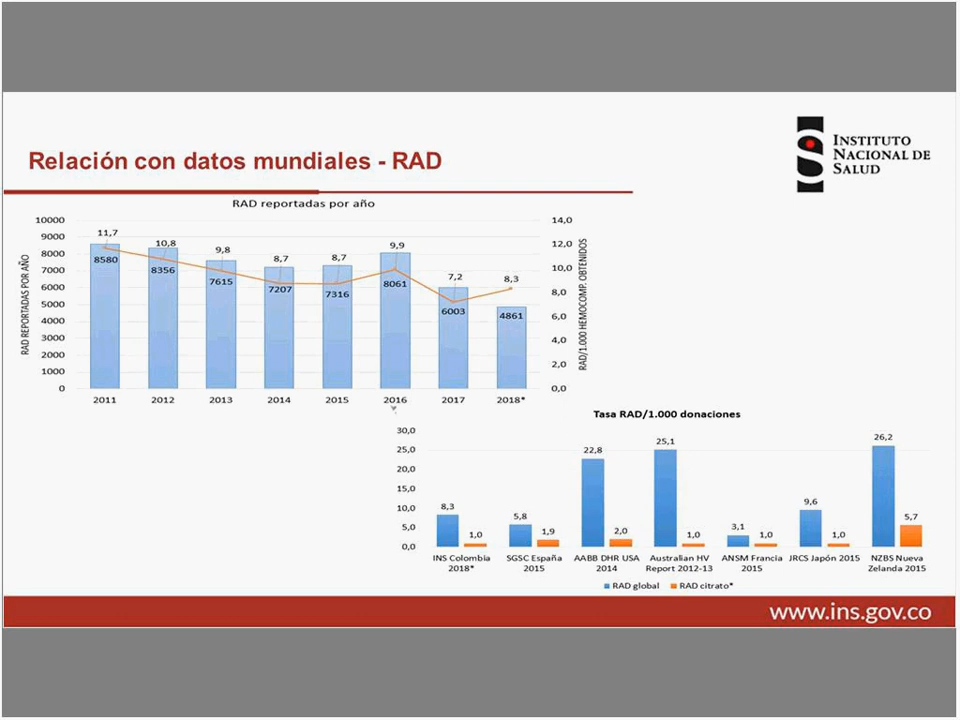 Relación con datos mundiales - RAD
INSTITUTO
NACIONAL DE
SALUD
RAD reportadas por año
RAD REPORTADAS POR AÑO
10000
9000
8000
7000
6000
5000
4000
3000
2000
1000
0
11,7
10,8
9,8
8,7
8,7
9,9
7,2
8,3
8580
8356
7615
7207
7316
8061
6003
4861
14,0
12,0
10,0
8,0
6,0
4,0
2,0
0,0
RAD/1.000 HEMOCOMP. OBTENIDOS
2011 2012 2013 2014 2015 2016 2017 2018*
Tasa RAD/1.000 donaciones
30,0
25,0
20,0
15,0
10,0
5,0
0,0
8,3 1,0
5,8 1,9
22,8 2,0
25,1 1,0
3,1 1,0
9,6 1,0
26,2 5,7
INS Colombia
2018*
SGSC España
2015
AABB DHR USA
2014
Australian HV
Report 2012-13
ANSM Francia
2015
JRCS Japón 2015
NZBS Nueva
Zelanda 2015
RAD global RAD citrato*
www.ins.gov.co